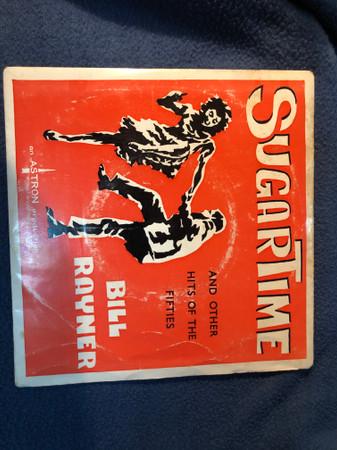 SUGARTIME
AND OTHER
HITS OF THE
FIFTIES
BILL
RAYNER
an ASTRON